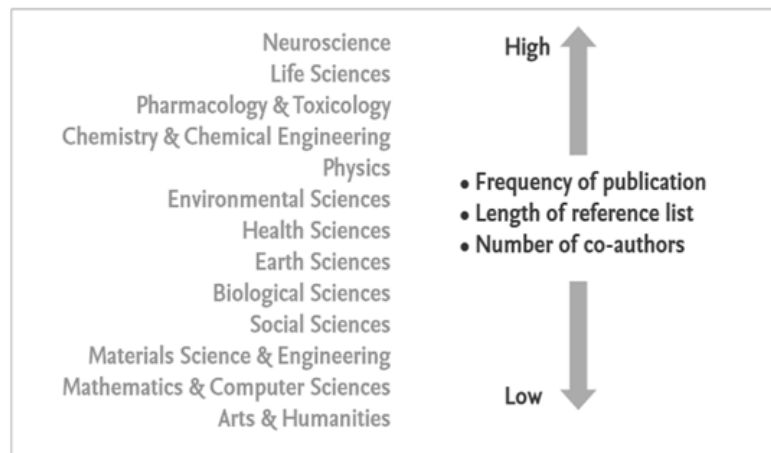 Neuroscience
Life Sciences
Pharmacology & Toxicology
Chemistry & Chemical Engineering
Physics
Environmental Sciences
Health Sciences
Earth Sciences
Biological Sciences
Social Sciences
Materials Science & Engineering
Mathematics & Computer Sciences
Arts & Humanities
High
• Frequency of publication
• Length of reference list
• Number of co-authors
Low